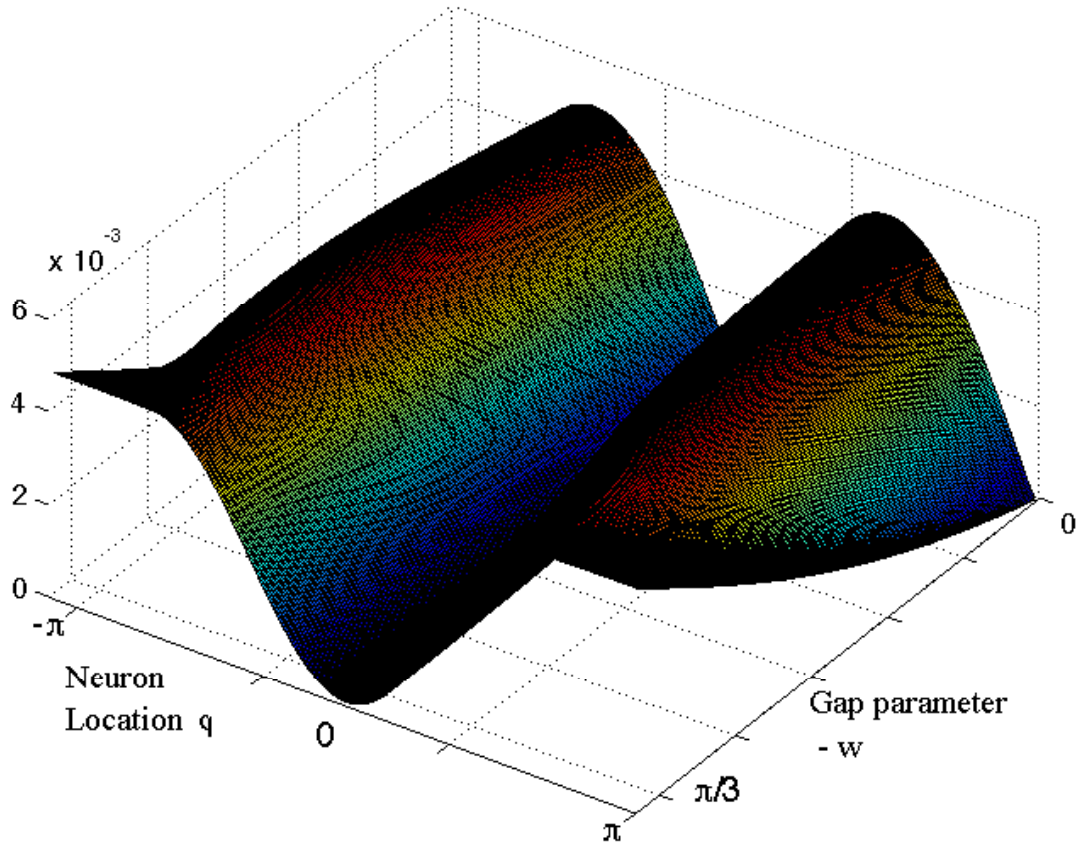 x 10 -3
6
4
2
0
-π
Neuron
Location q
0
π
π/3
Gap parameter
- w
0